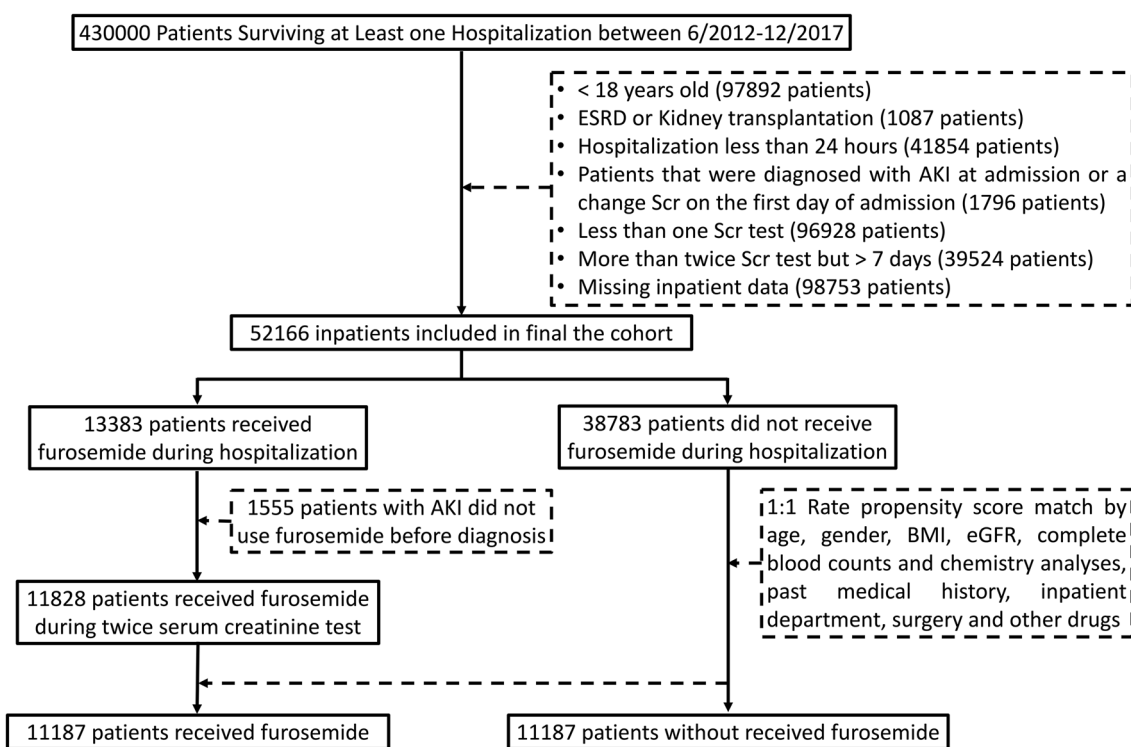 430000 Patients Surviving at Least one Hospitalization between 6/2012-12/2017
• < 18 years old (97892 patients)
• ESRD or Kidney transplantation (1087 patients)
• Hospitalization less than 24 hours (41854 patients)
• Patients that were diagnosed with AKI at admission or a
change Scr on the first day of admission (1796 patients)
• Less than one Scr test (96928 patients)
• More than twice Scr test but > 7 days (39524 patients)
• Missing inpatient data (98753 patients)
52166 inpatients included in final the cohort
13383 patients received
furosemide during hospitalization
38783 patients did not receive
furosemide during hospitalization
1555 patients with AKI did not
use furosemide before diagnosis
1:1 Rate propensity score match by
age, gender, BMI, eGFR, complete
blood counts and chemistry analyses,
past medical history, inpatient
department, surgery and other drugs
11828 patients received furosemide
during twice serum creatinine test
11187 patients received furosemide
11187 patients without received furosemide